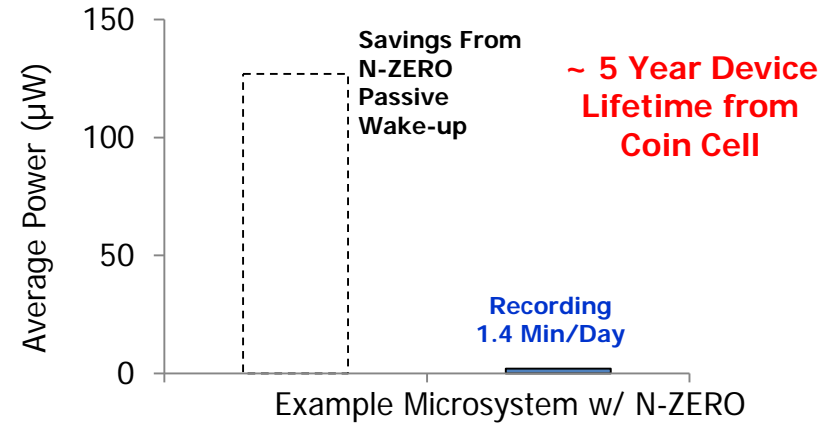 150
100
50
0
Average Power (µW)
Savings From
N-ZERO
Passive
Wake-up
~ 5 Year Device
Lifetime from
Coin Cell
Recording
1.4 Min/Day
Example Microsystem w/ N-ZERO